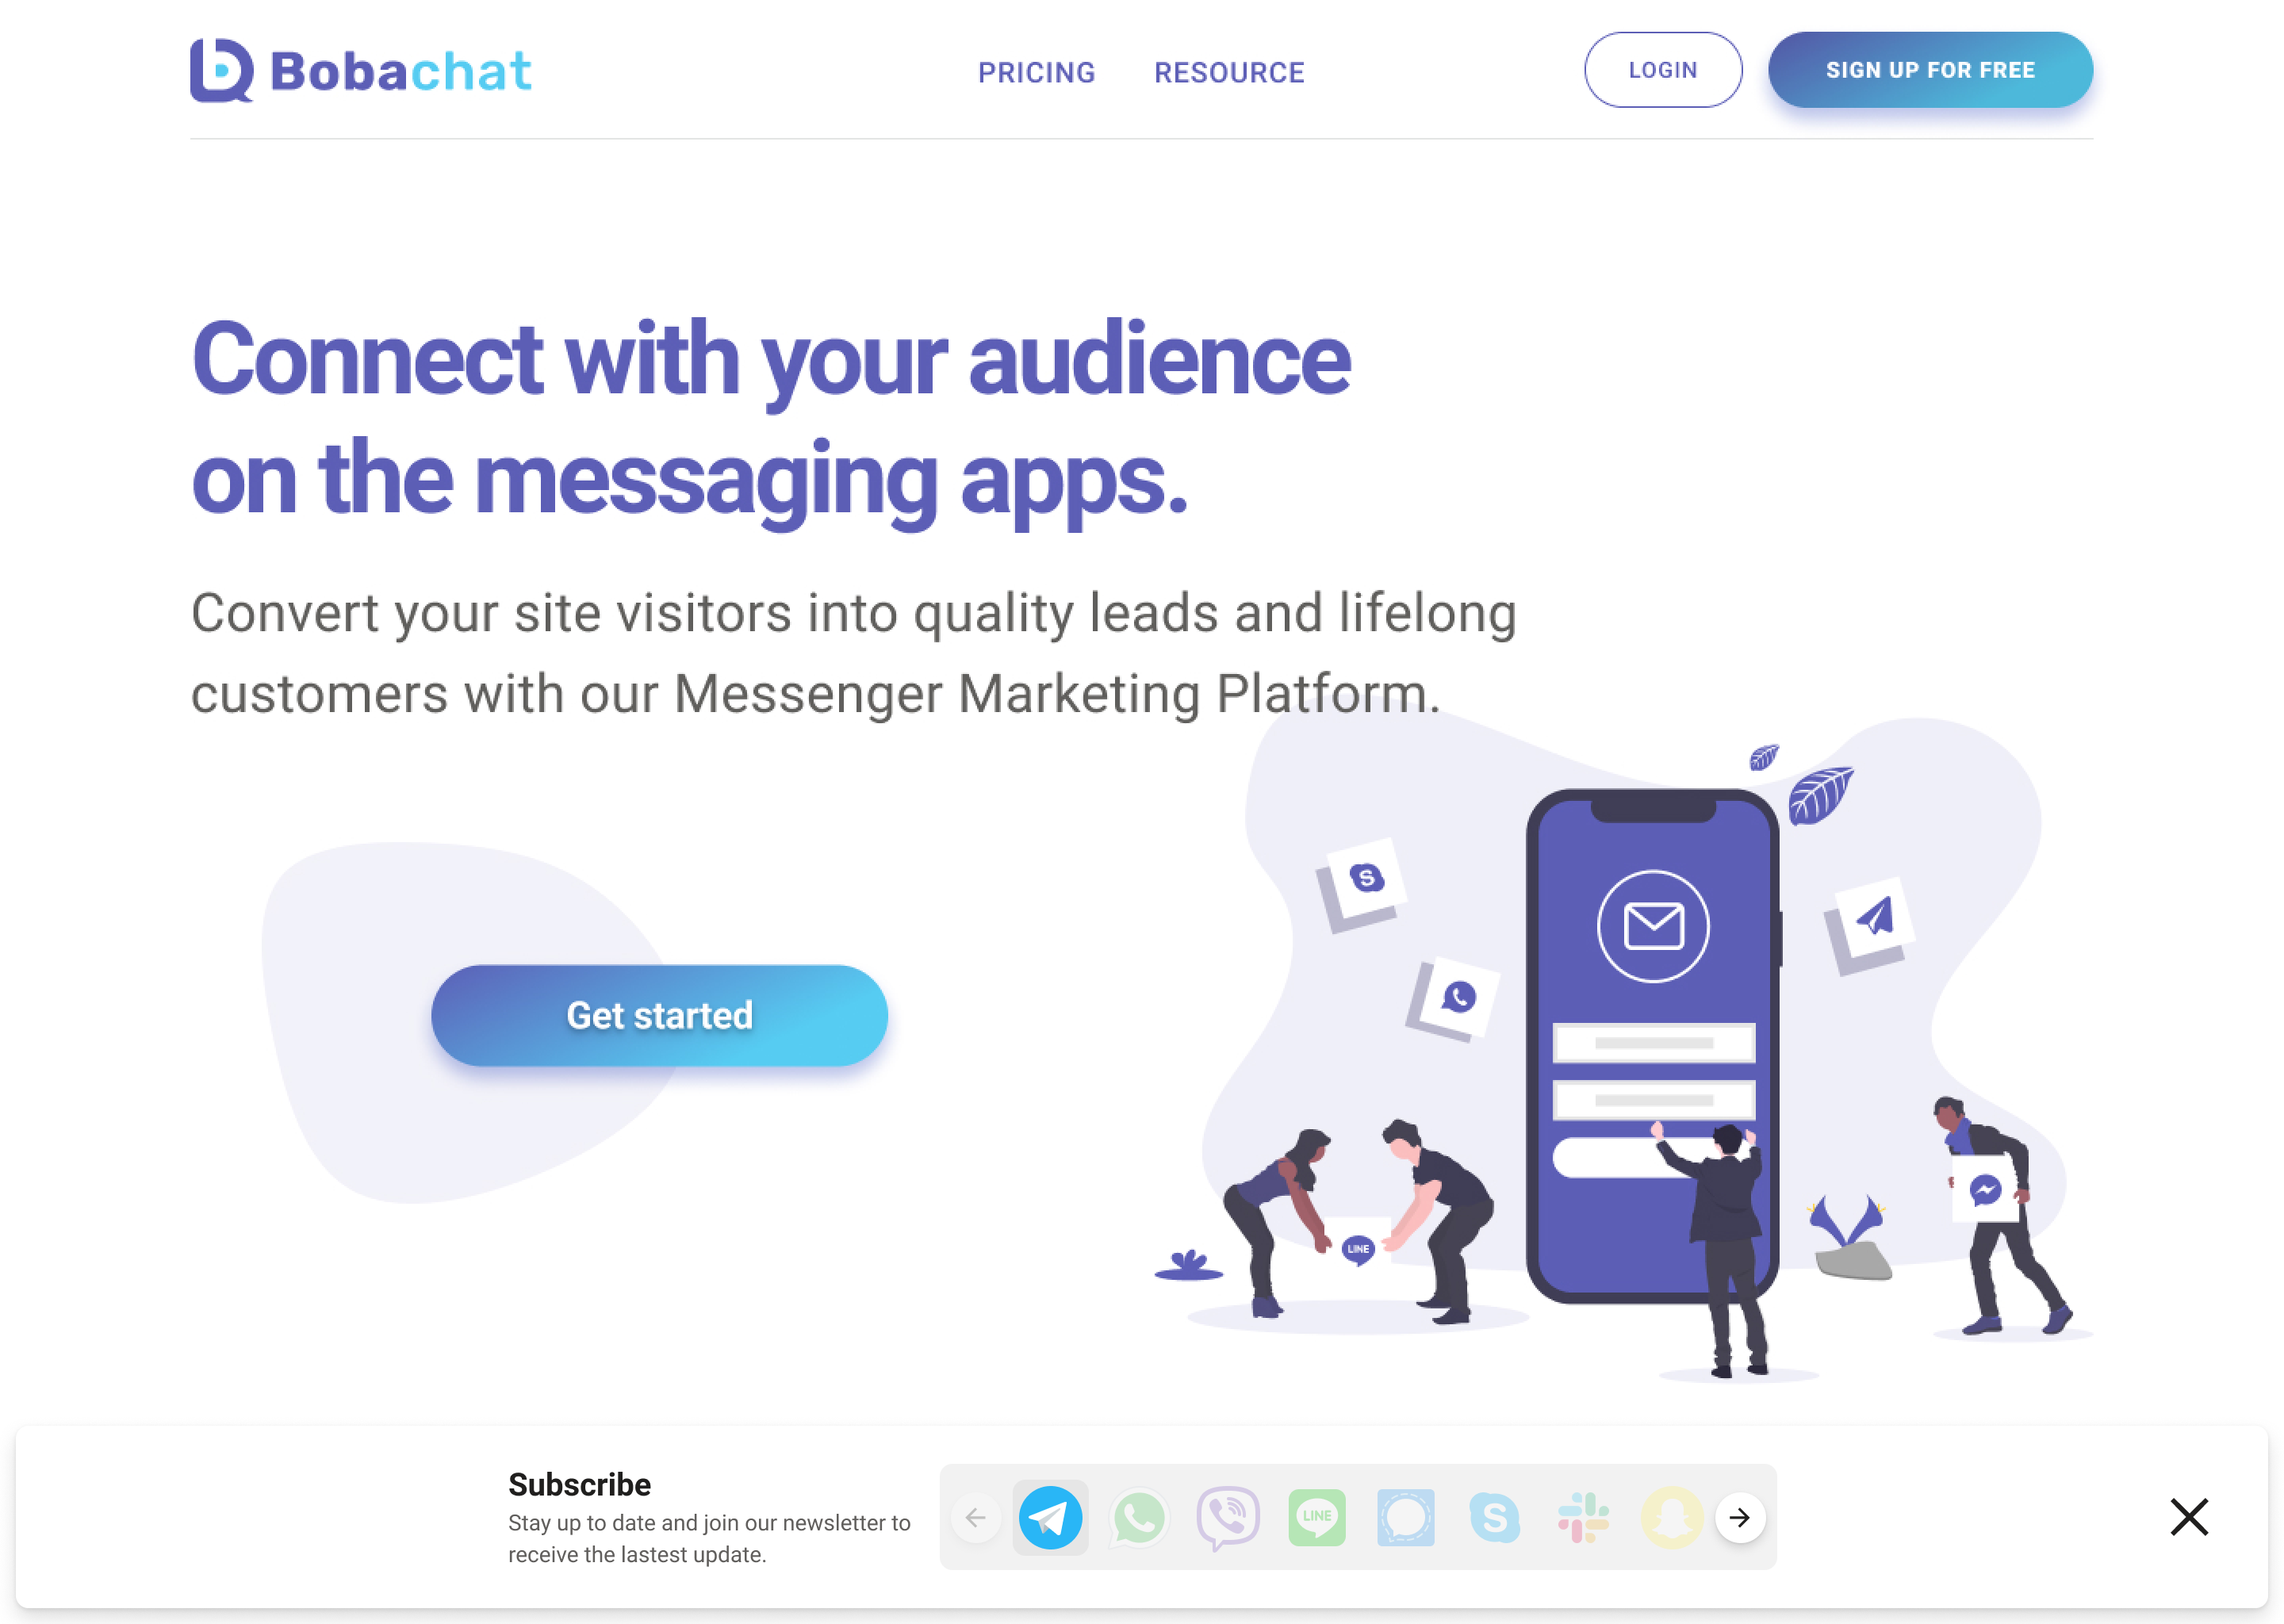 Bobachat
PRICING
RESOURCE
LOGIN
SIGN UP FOR FREE
Connect with your audience
on the messaging apps.
Convert your site visitors into quality leads and lifelong
customers with our Messenger Marketing Platform.
Get started
LINE
Subscribe
Stay up to date and join our newsletter to
receive the lastest update.
LINE